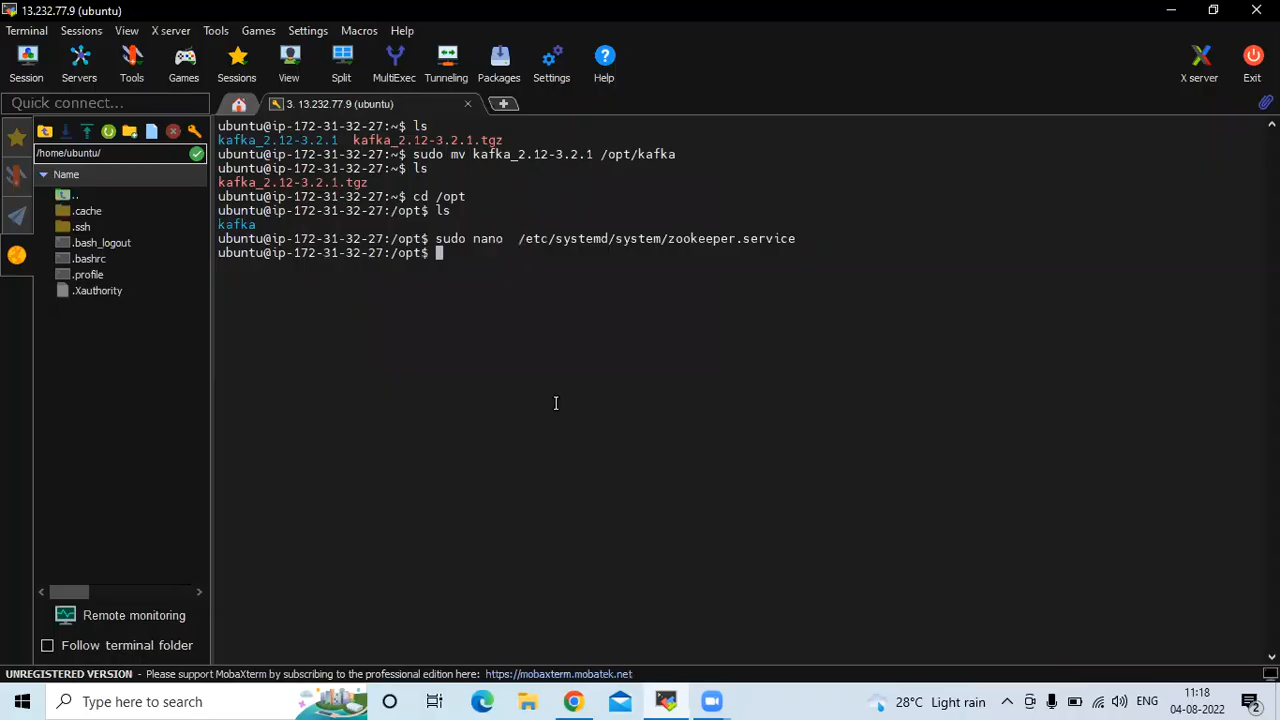 13.232.77.9 (ubuntu)
Terminal Sessions View X server Tools Games Settings Macros Help
Session Servers Tools Games Sessions View Split MultiExec Tunneling Packages Settings Help X server Exit
Quick connect...
3. 13.232.77.9 (ubuntu)
/home/ubuntu/
Name
..
.cache
.ssh
.bash_logout
.bashrc
.profile
.Xauthority
Remote monitoring
Follow terminal folder
ubuntu@ip-172-31-32-27:~$ ls
kafka_2.12-3.2.1  kafka_2.12-3.2.1.tgz
ubuntu@ip-172-31-32-27:~$ sudo mv kafka_2.12-3.2.1 /opt/kafka
ubuntu@ip-172-31-32-27:~$ ls
kafka_2.12-3.2.1.tgz
ubuntu@ip-172-31-32-27:~$ cd /opt
ubuntu@ip-172-31-32-27:/opt$ ls
kafka
ubuntu@ip-172-31-32-27:/opt$ sudo nano  /etc/systemd/system/zookeeper.service
ubuntu@ip-172-31-32-27:/opt$
UNREGISTERED VERSION - Please support MobaXterm by subscribing to the professional edition here: https://mobaxterm.mobatek.net
Type here to search
28°C Light rain
ENG
11:18
04-08-2022
2